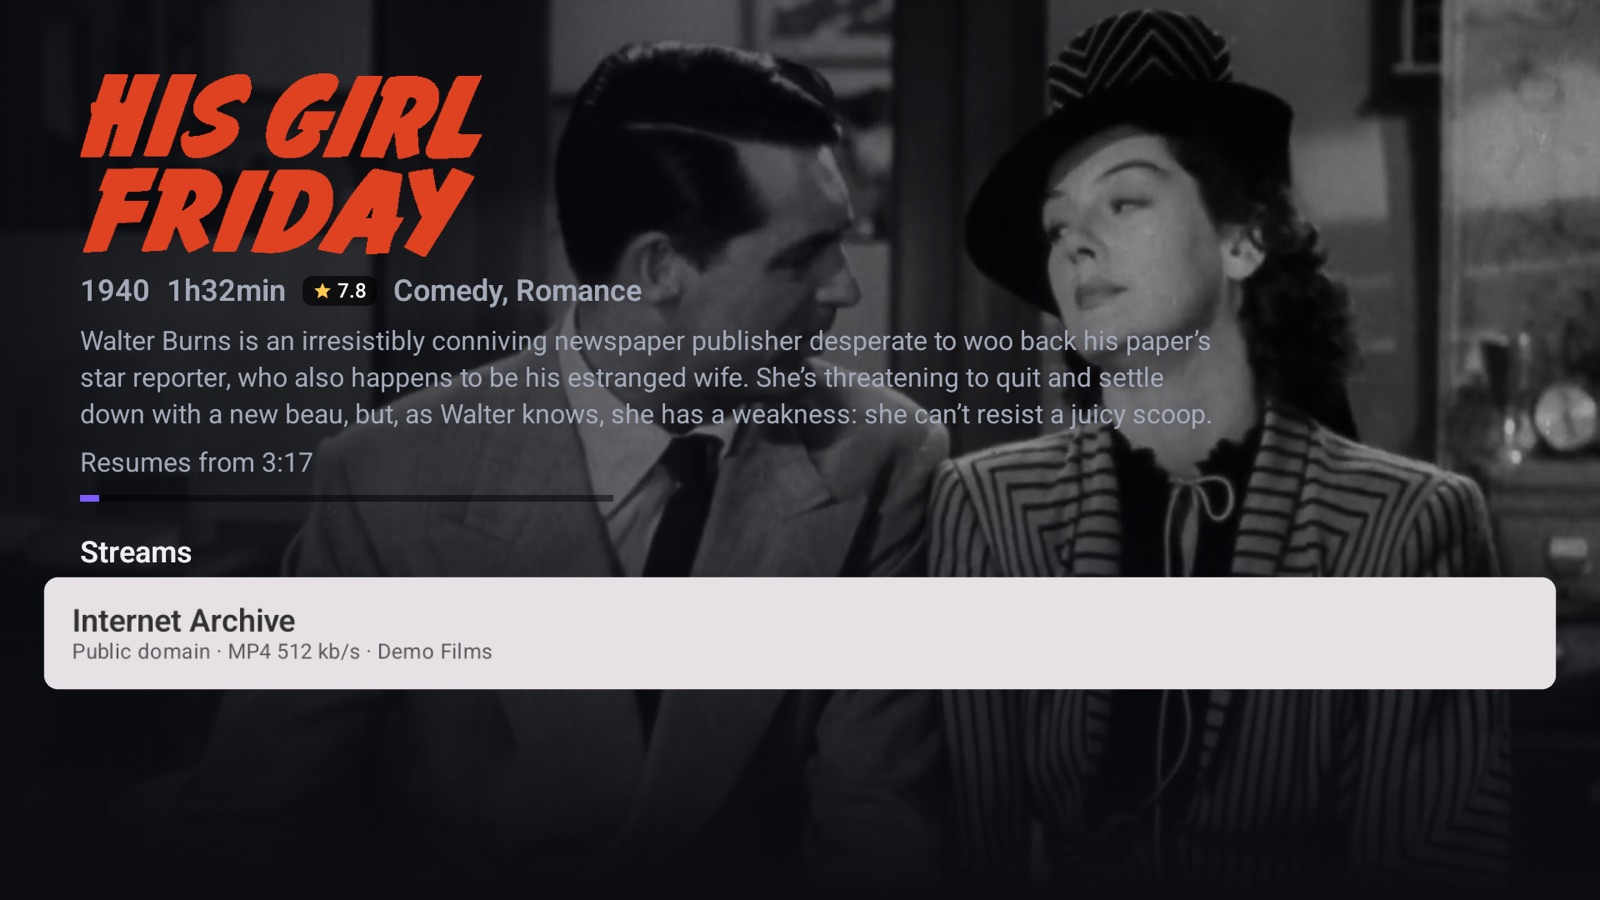 HIS GIRL
FRIDAY
1940 1h32min ★ 7.8 Comedy, Romance
Walter Burns is an irresistibly conniving newspaper publisher desperate to woo back his paper’s
star reporter, who also happens to be his estranged wife. She’s threatening to quit and settle
down with a new beau, but, as Walter knows, she has a weakness: she can’t resist a juicy scoop.
Resumes from 3:17
Streams
Internet Archive
Public domain · MP4 512 kb/s · Demo Films